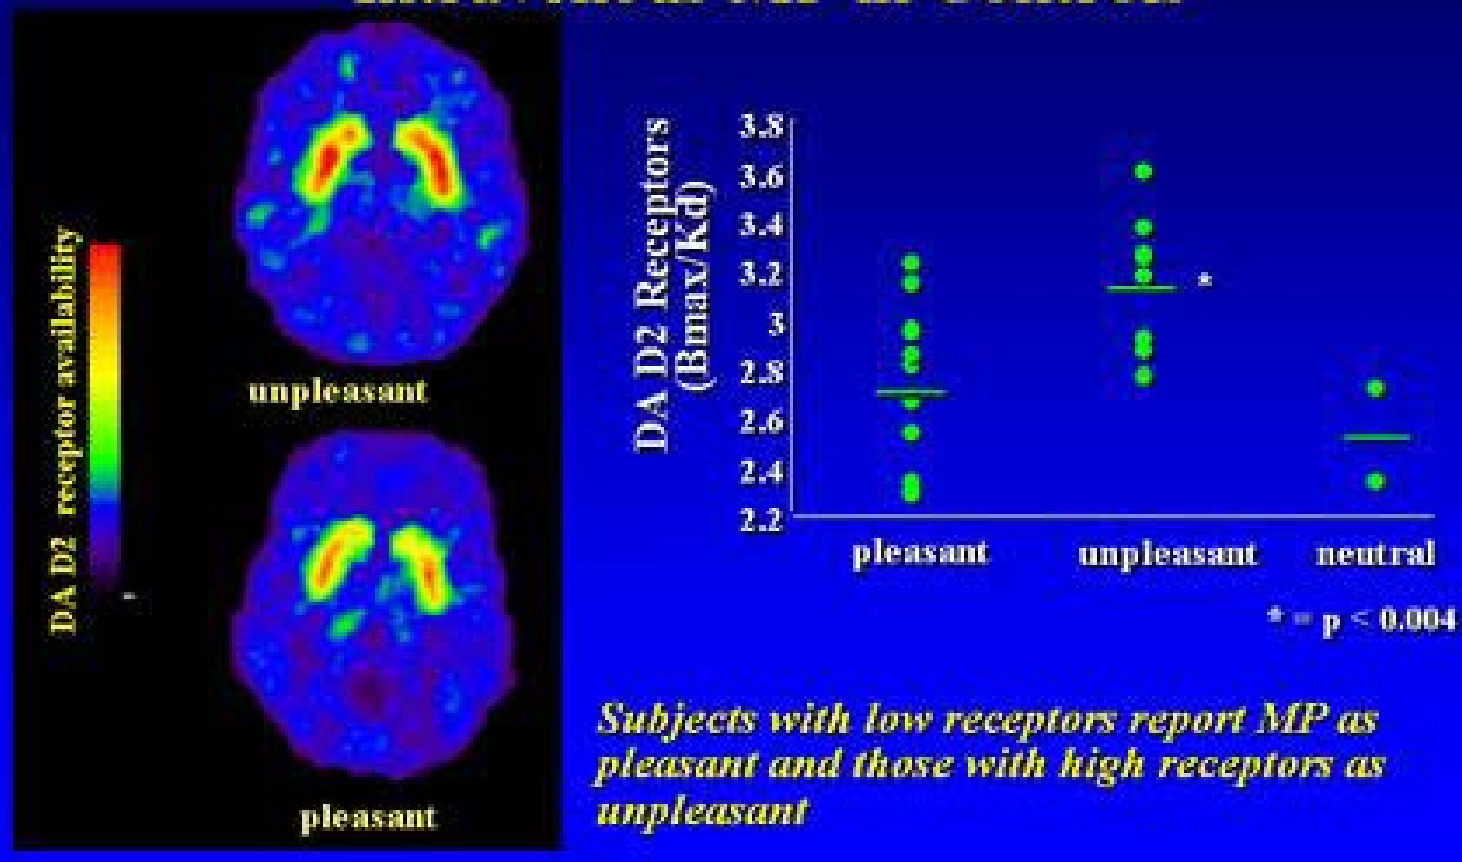 DA D2 receptor availability
unpleasant
pleasant
DA D2 Receptors
(Bmax/Kd)
3.8
3.6
3.4
3.2
3
2.8
2.6
2.4
2.2
*
pleasant unpleasant neutral
* = p < 0.004
Subjects with low receptors report MP as
pleasant and those with high receptors as
unpleasant